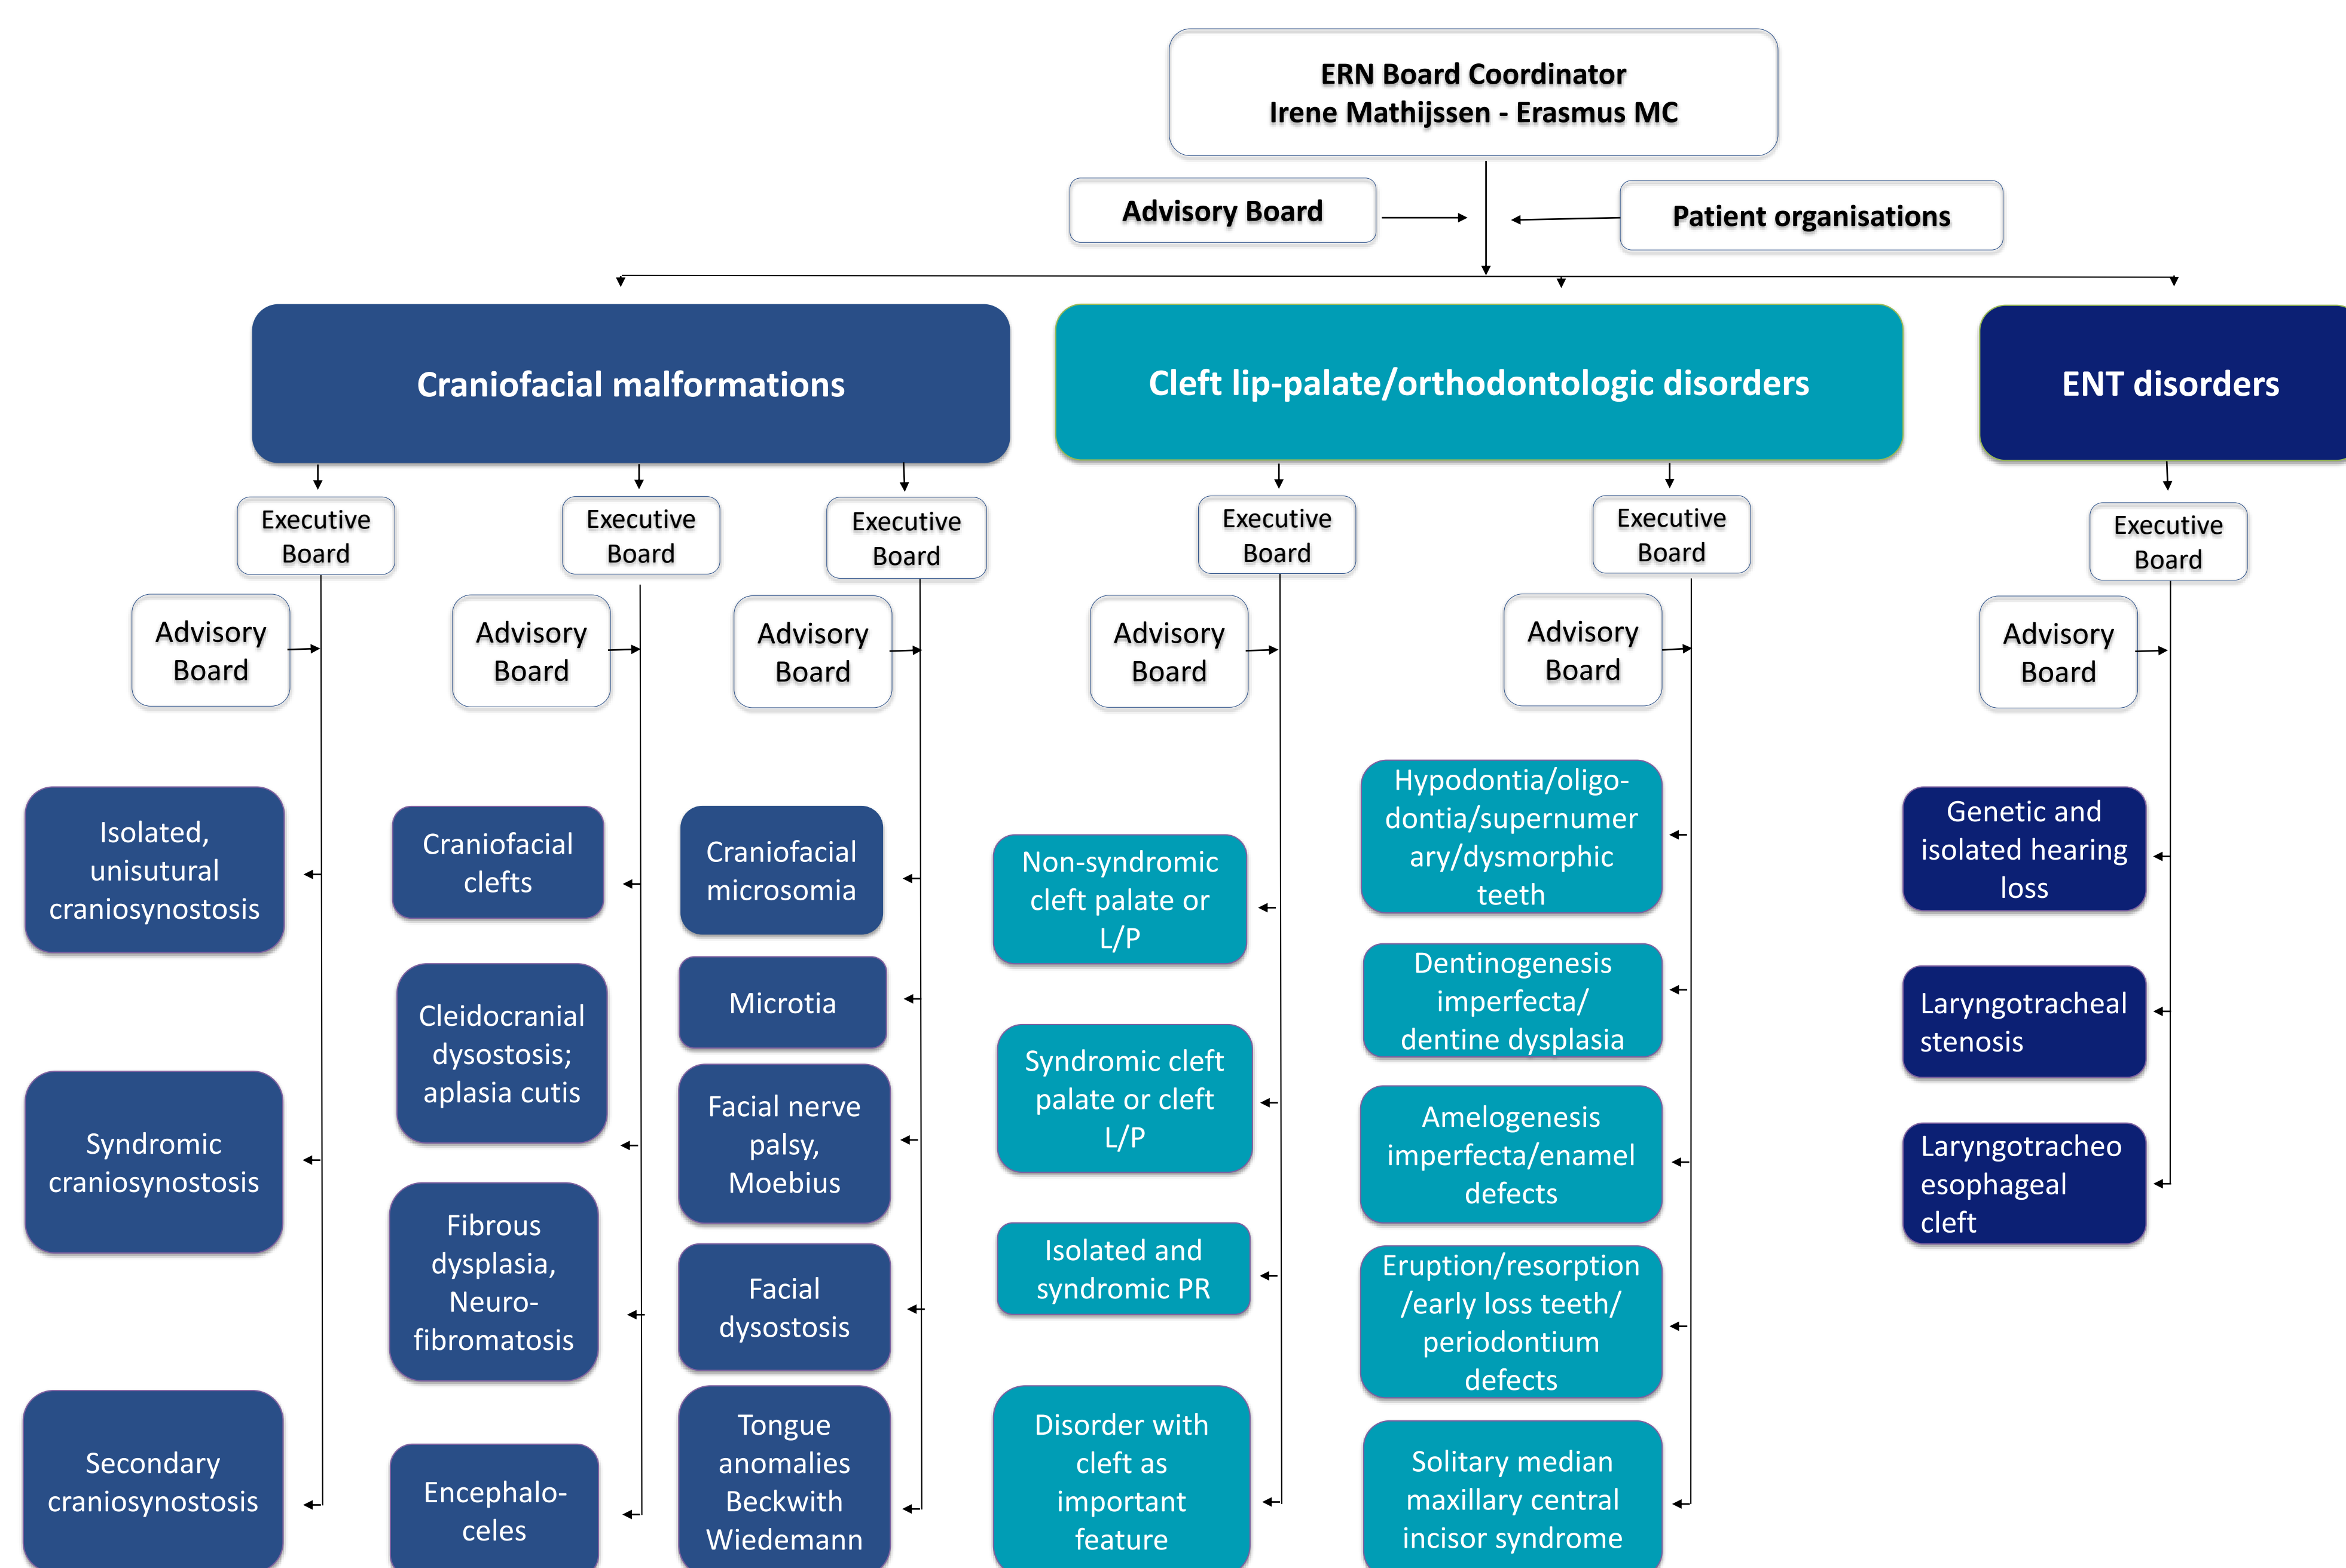 ERN Board Coordinator
Irene Mathijssen - Erasmus MC
Advisory Board
Patient organisations
Craniofacial malformations
Cleft lip-palate/orthodontologic disorders
ENT disorders
Executive
Board
Executive
Board
Executive
Board
Executive
Board
Executive
Board
Executive
Board
Advisory
Board
Advisory
Board
Advisory
Board
Advisory
Board
Advisory
Board
Advisory
Board
Isolated,
unisutural
craniosynostosis
Syndromic
craniosynostosis
Secondary
craniosynostosis
Craniofacial
clefts
Cleidocranial
dysostosis;
aplasia cutis
Fibrous
dysplasia,
Neuro-
fibromatosis
Encephalo-
celes
Craniofacial
microsomia
Microtia
Facial nerve
palsy,
Moebius
Facial
dysostosis
Tongue
anomalies
Beckwith
Wiedemann
Non-syndromic
cleft palate or
L/P
Syndromic cleft
palate or cleft
L/P
Isolated and
syndromic PR
Disorder with
cleft as
important
feature
Hypodontia/oligo-
dontia/supernumer
ary/dysmorphic
teeth
Dentinogenesis
imperfecta/
dentine dysplasia
Amelogenesis
imperfecta/enamel
defects
Eruption/resorption
/early loss teeth/
periodontium
defects
Solitary median
maxillary central
incisor syndrome
Genetic and
isolated hearing
loss
Laryngotracheal
stenosis
Laryngotracheo
esophageal
cleft